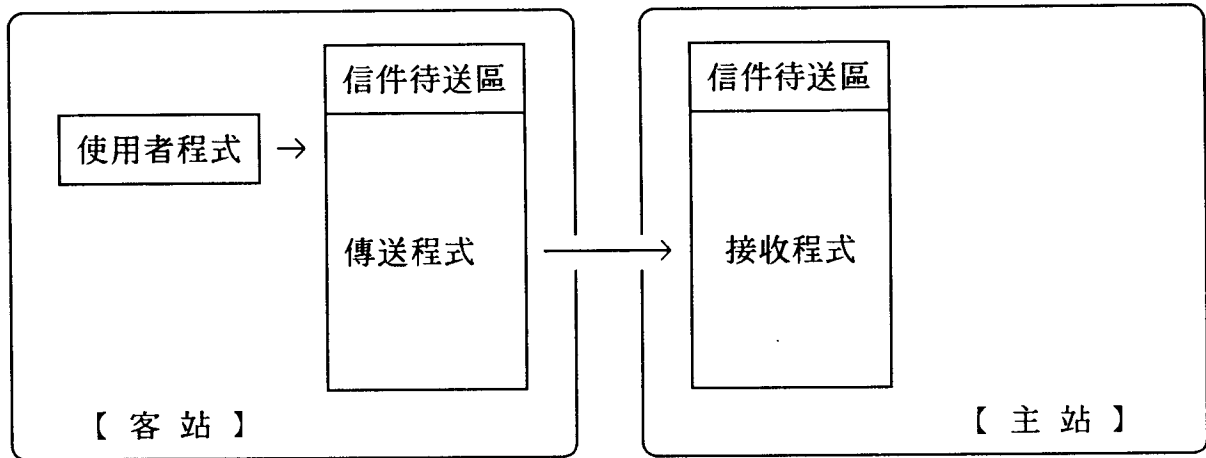 信件待送區
使用者程式
傳送程式
【客站】
信件待送區
接收程式
【主站】